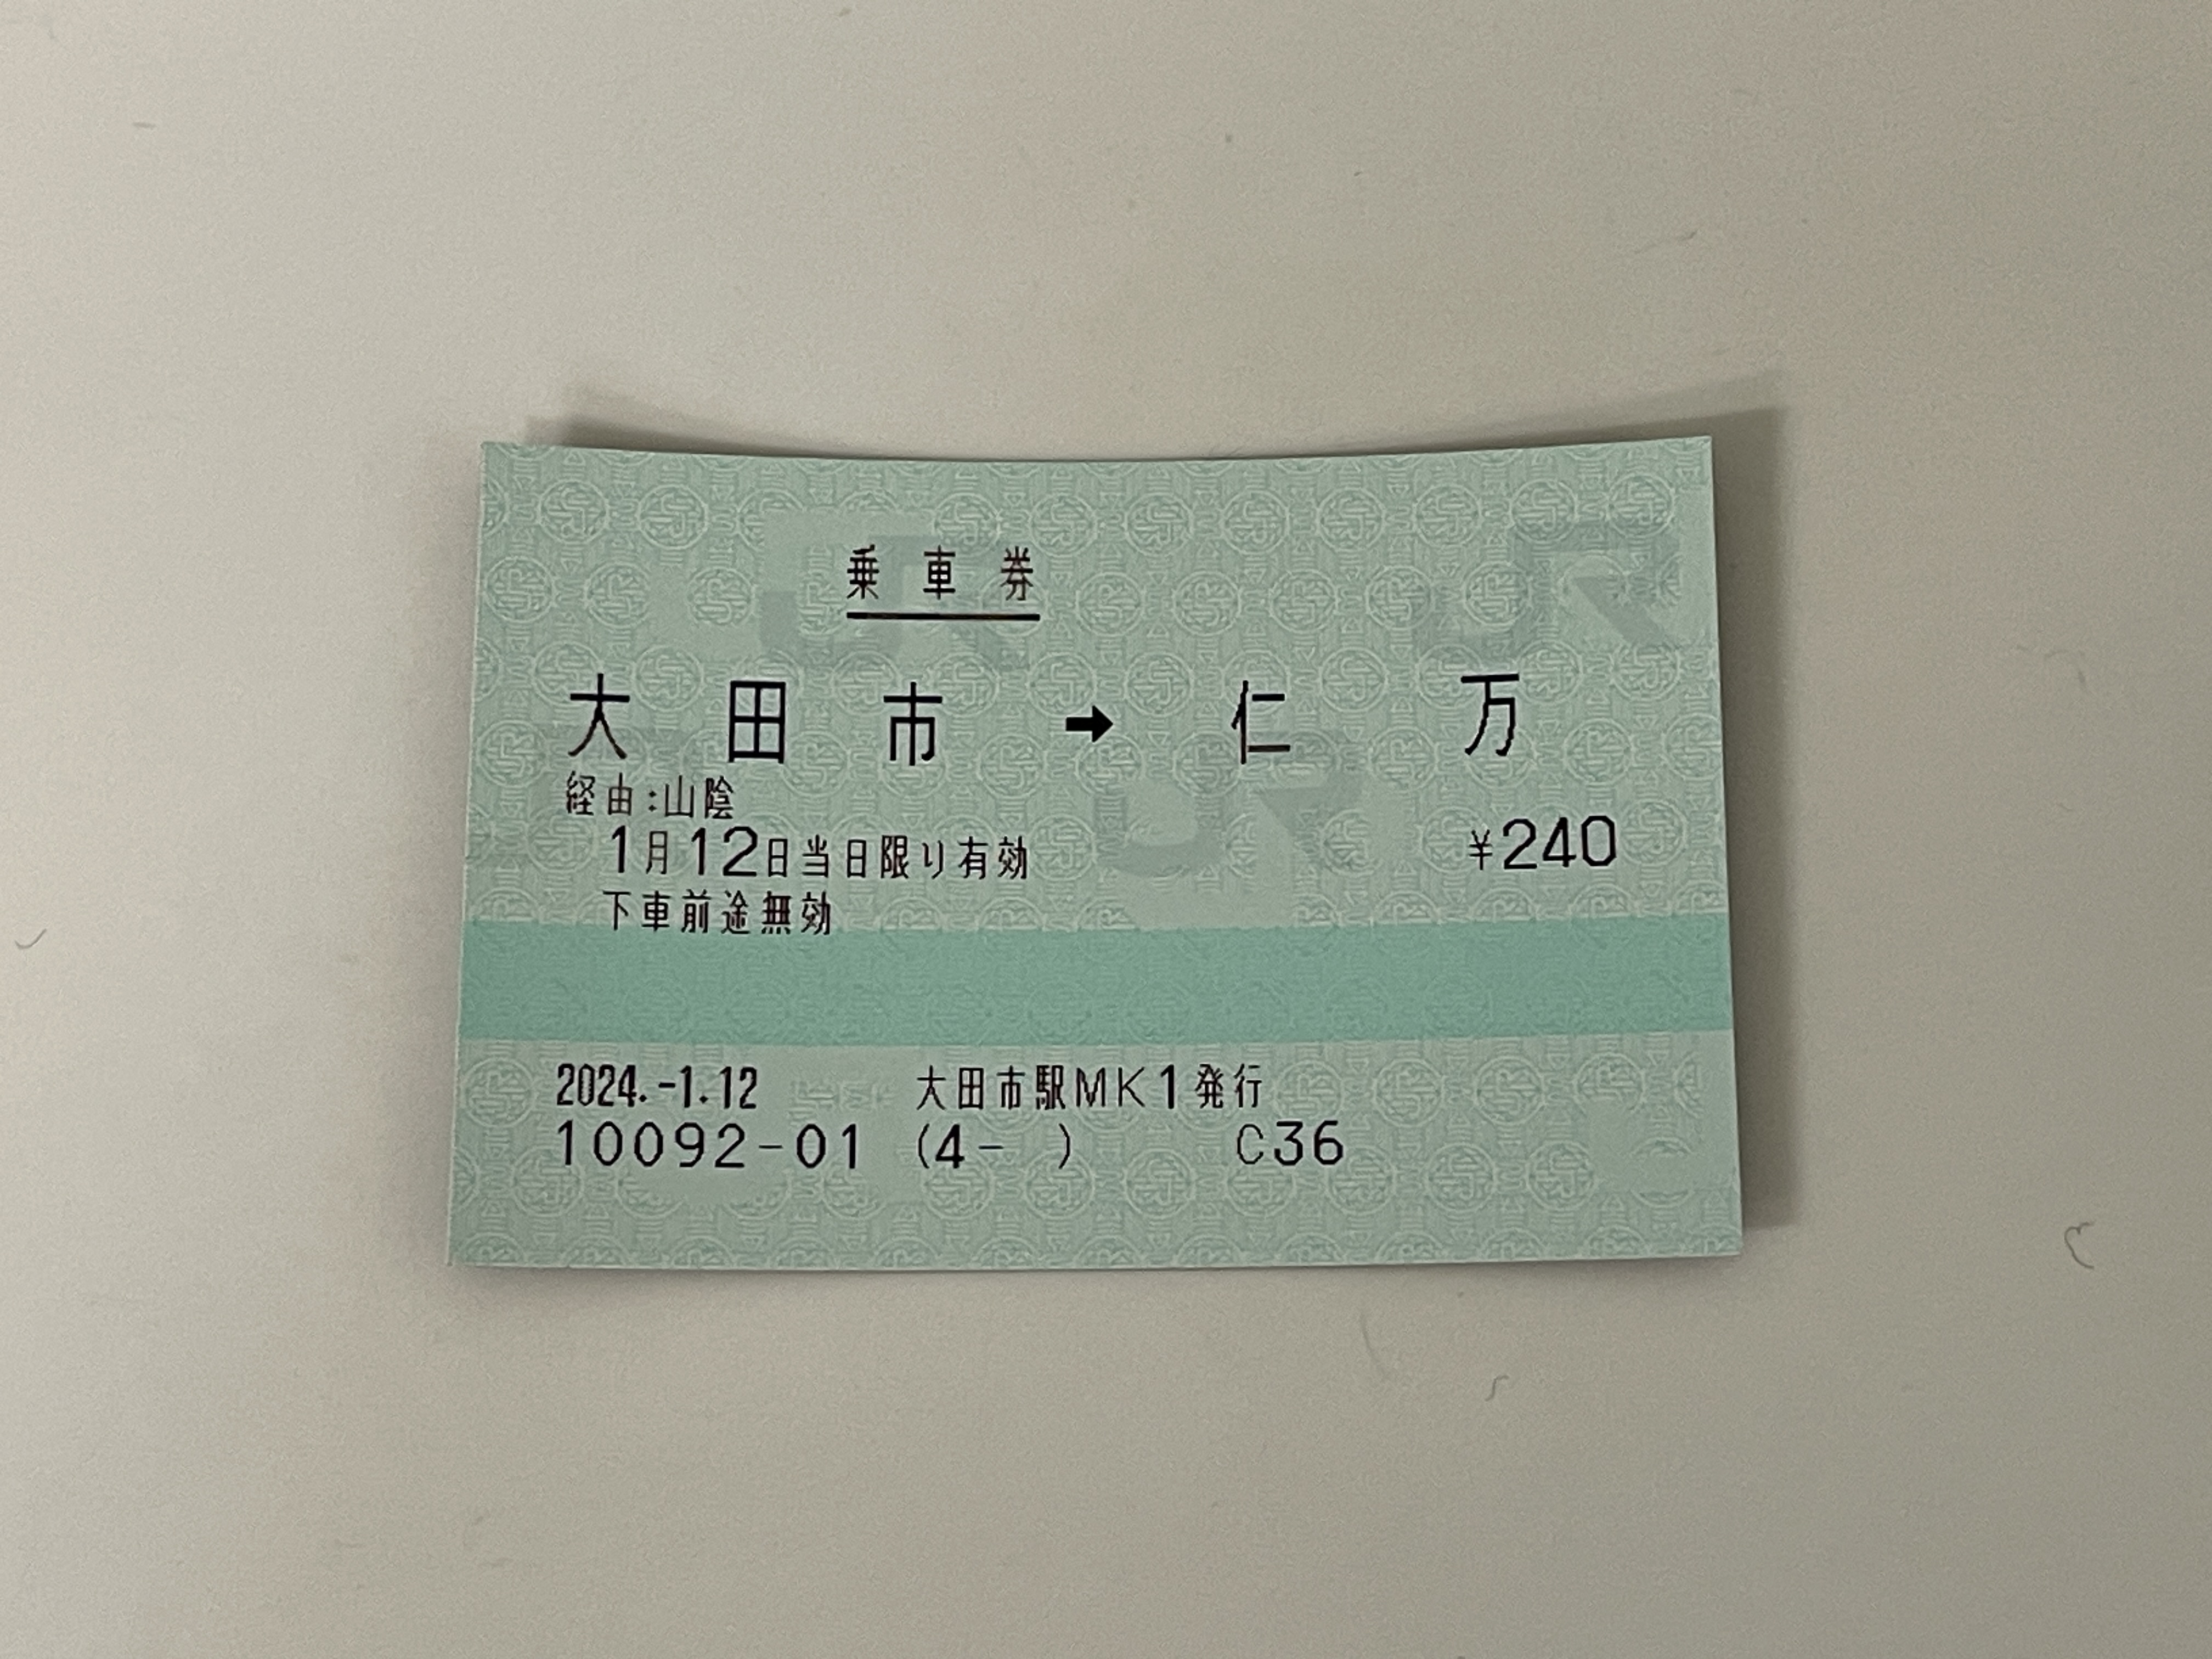 乗車券
大田市→仁万
経由:山陰
1月12日当日限り有効 ¥240
下車前途無効
2024.-1.12 大田市駅MK1発行
10092-01 (4- ) C36